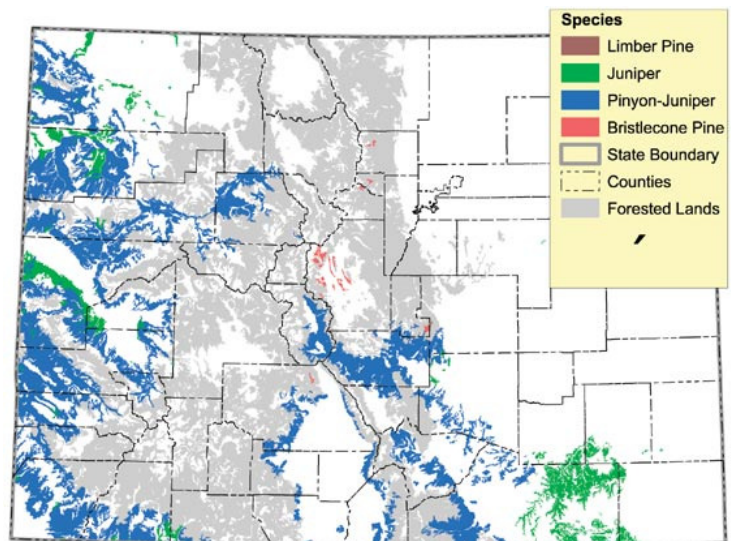 Species
Limber Pine
Juniper
Pinyon-Juniper
Bristlecone Pine
State Boundary
Counties
Forested Lands